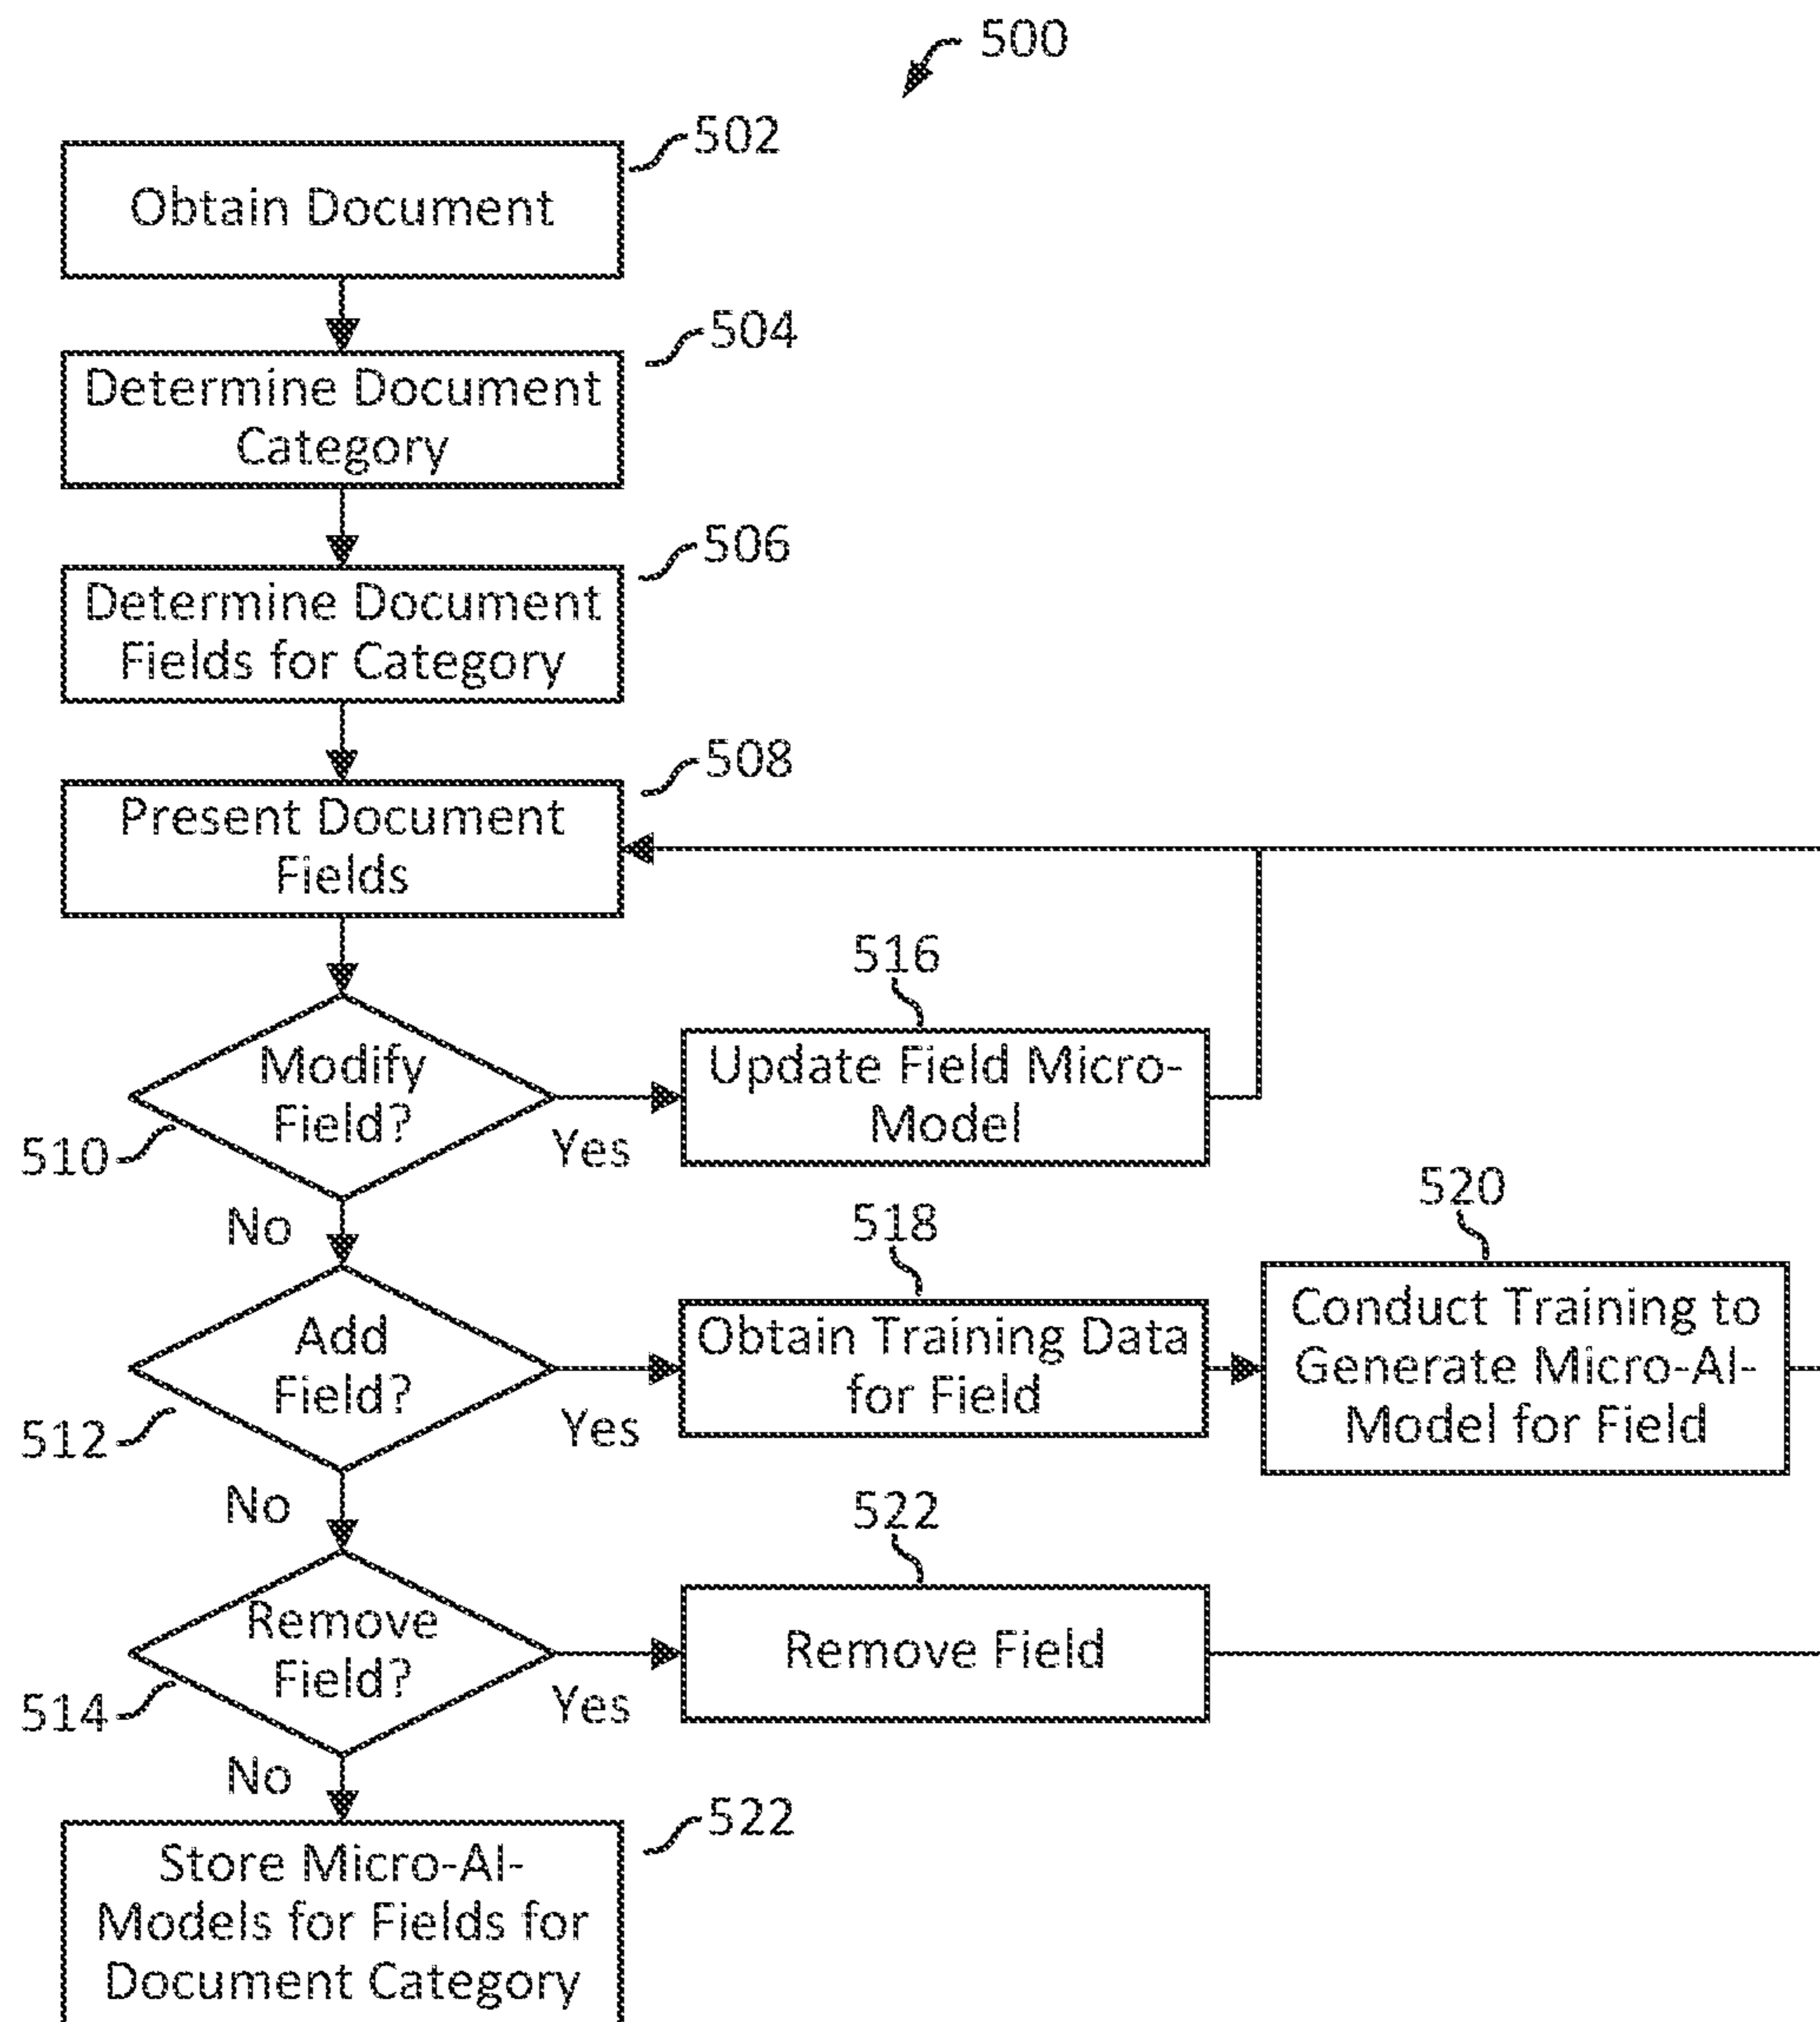 500
502
Obtain Document
504
Determine Document
Category
506
Determine Document
Fields for Category
508
Present Document
Fields
516
Modify
Field?
Update Field Micro-
Model
510
Yes
No
518
520
Add
Field?
Obtain Training Data
for Field
Conduct Training to
Generate Micro-AI-
Model for Field
512
Yes
No
522
Remove
Field?
Remove Field
514
Yes
No
522
Store Micro-AI-
Models for Fields for
Document Category